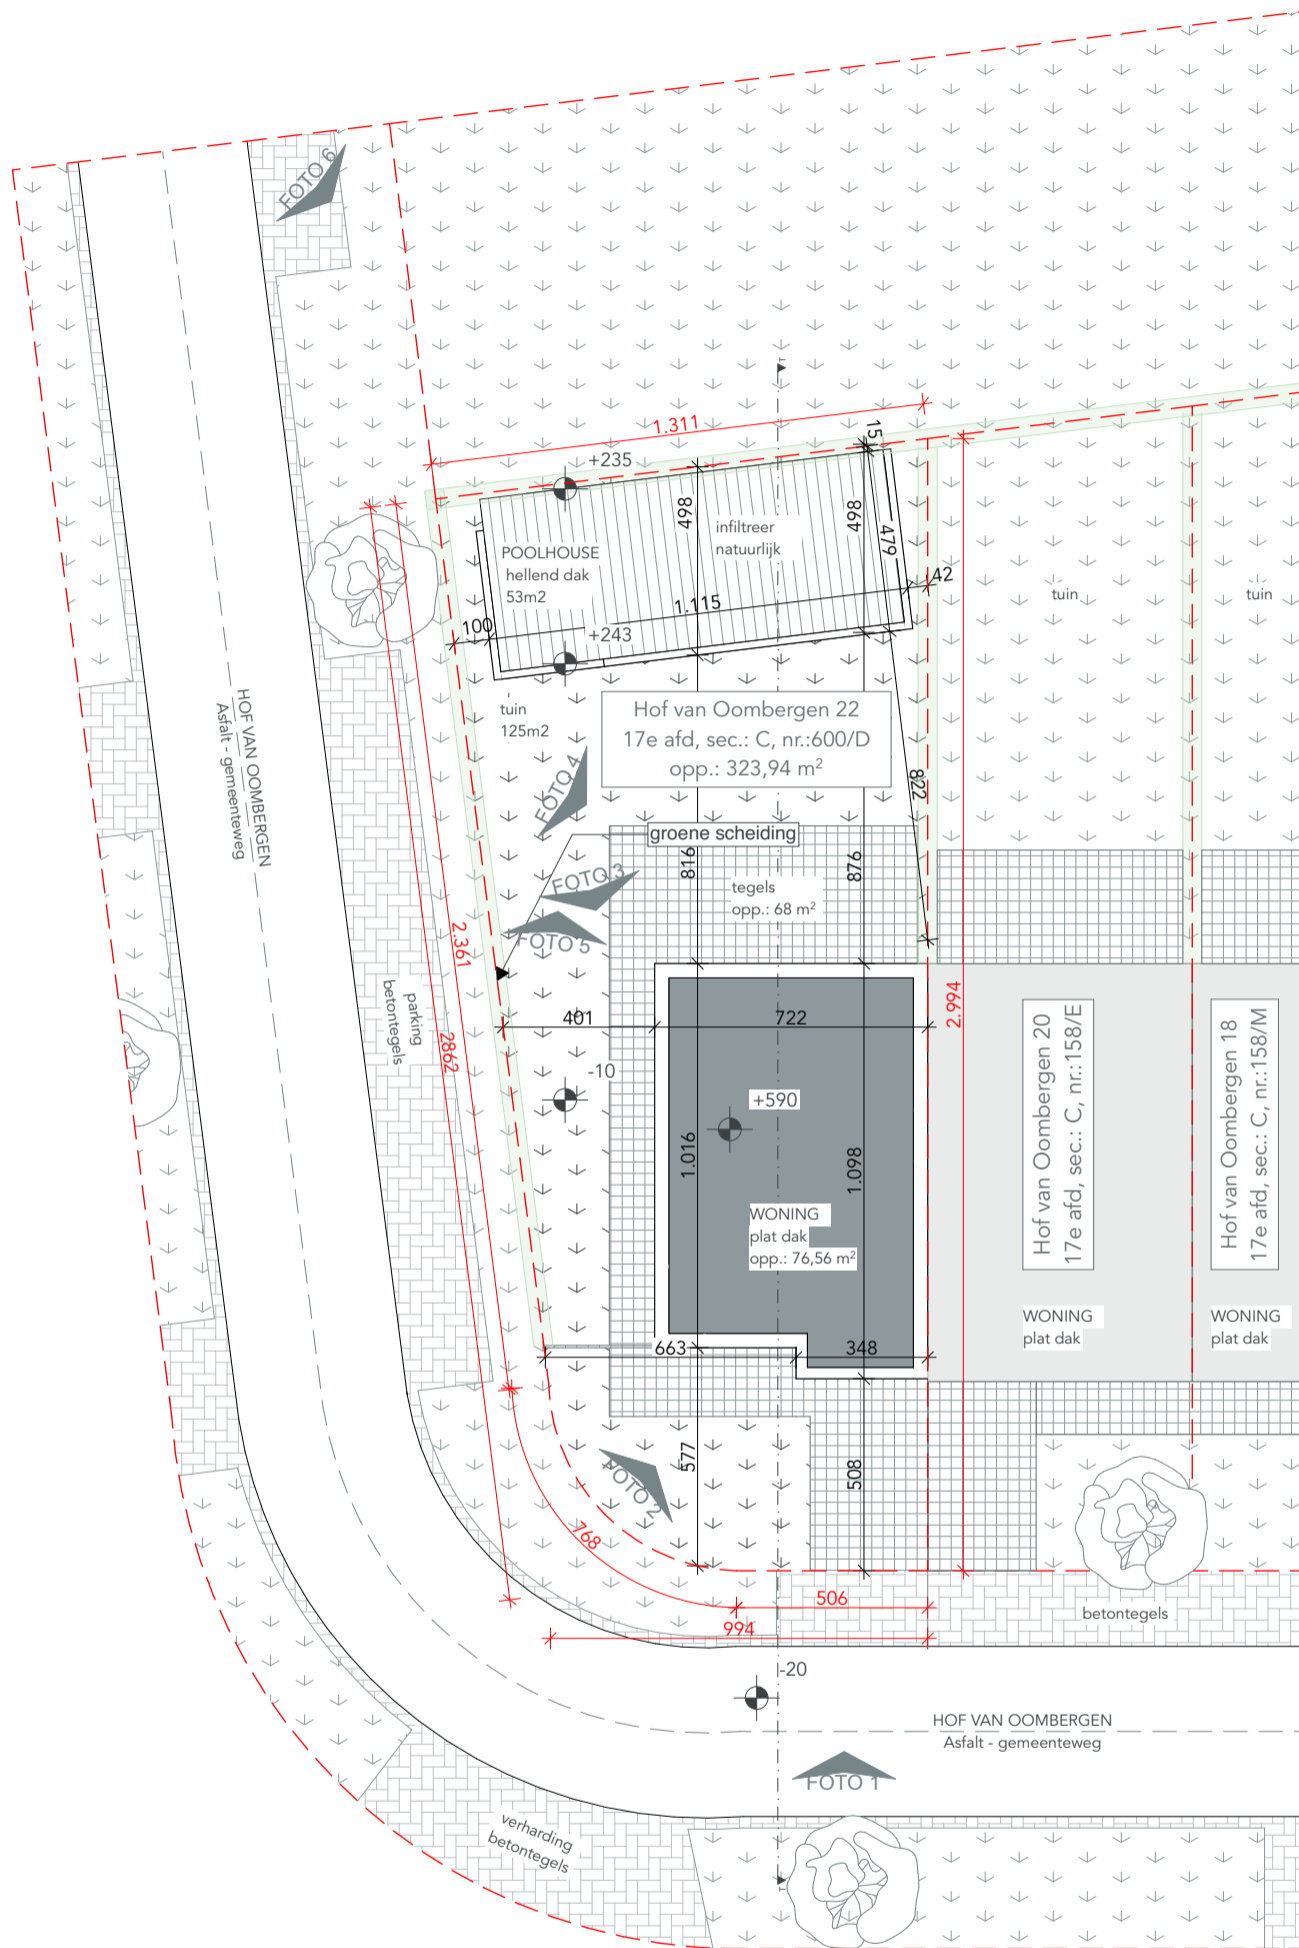 FOTO 6
1.311
15
+235
498
498
479
infiltreer
natuurlijk
POOLHOUSE
hellend dak
53m2
42
1.115
100
+243
tuin
tuin
tuin
125m2
Hof van Oombergen 22
17e afd, sec.: C, nr.:600/D
opp.: 323,94 m²
HOF VAN OOMBERGEN
Asfalt - gemeenteweg
FOTO 4
822
groene scheiding
816
876
FOTO 3
tegels
opp.: 68 m²
FOTO 5
2.361
2862
parking
betontegels
401
722
2.994
-10
+590
1.016
1.098
WONING
plat dak
opp.: 76,56 m²
Hof van Oombergen 20
17e afd, sec.: C, nr.:158/E
Hof van Oombergen 18
17e afd, sec.: C, nr.:158/M
WONING
plat dak
WONING
plat dak
663
348
577
508
FOTO 2
768
506
994
betontegels
-20
HOF VAN OOMBERGEN
Asfalt - gemeenteweg
FOTO 1
verharding
betontegels